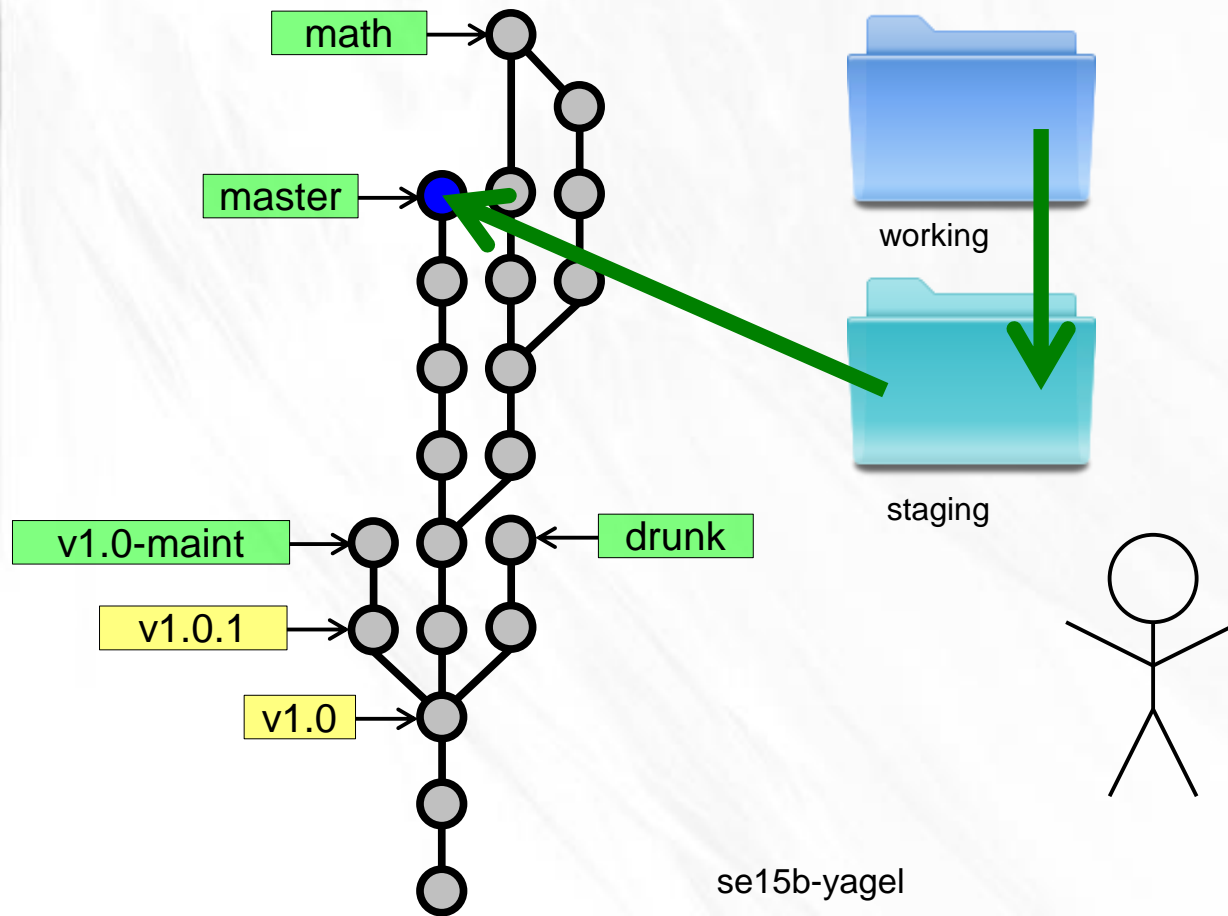 math
master
working
staging
v1.0-maint
drunk
v1.0.1
v1.0
se15b-yagel